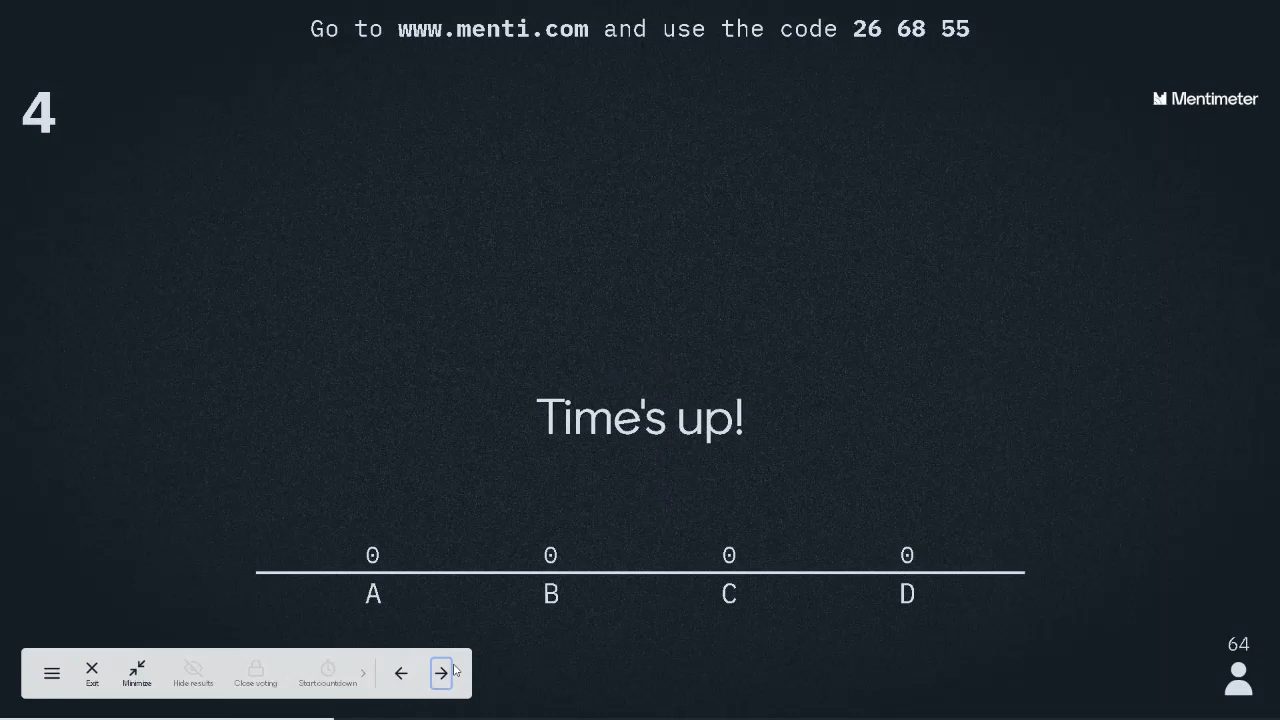 Go to www.menti.com and use the code 26 68 55
4
Mentimeter
Time's up!
0 0 0 0
A B C D
64
Exit Minimize Hide results Close voting Start countdown